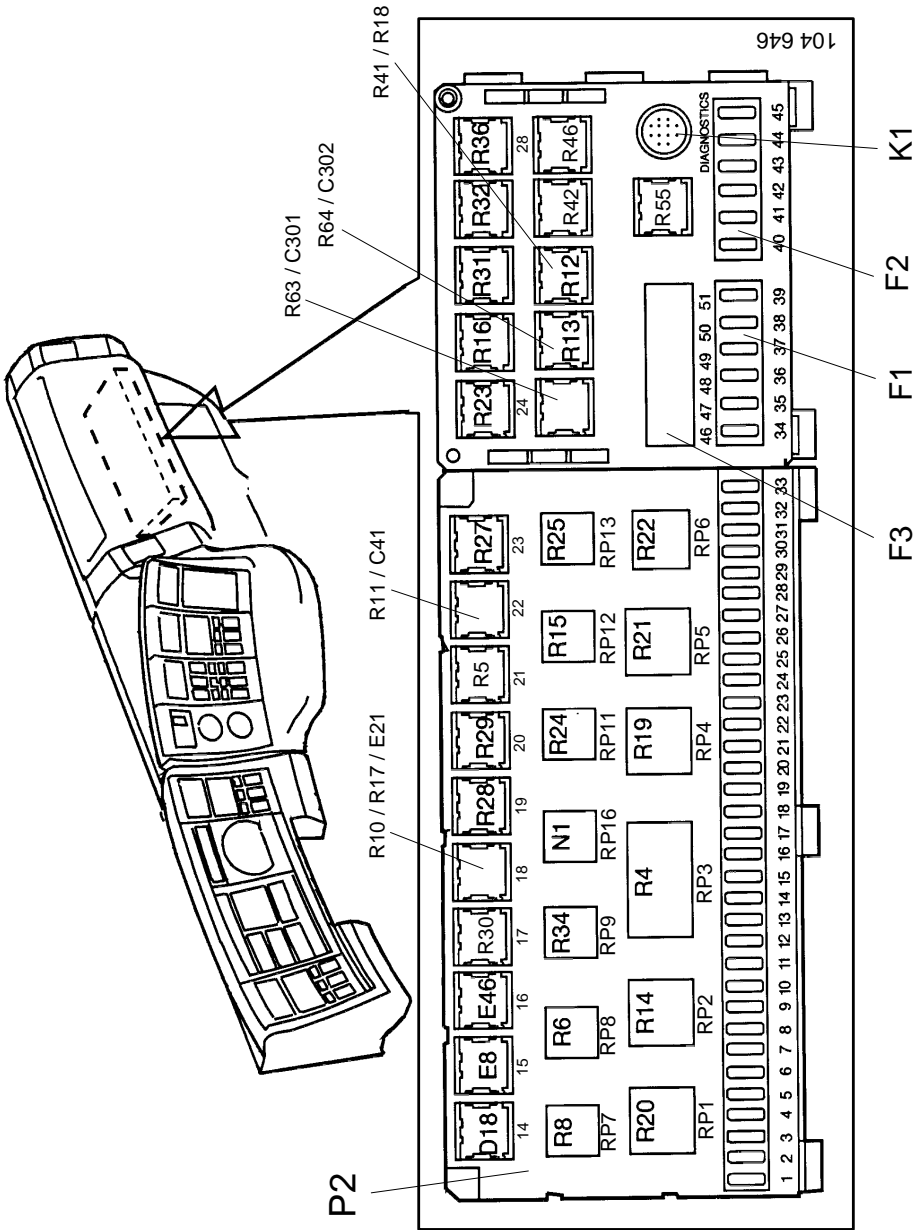 104 646
R41 / R18
R64 / C302
R63 / C301
R11 / C41
R10 / R17 / E21
P2
D18
E8
E46
R30
R28
R29
R5
R27
14
15
16
17
18
19
20
21
22
23
R8
R6
R34
N1
R24
R15
R25
RP7
RP8
RP9
RP16
RP11
RP12
RP13
R20
R14
R4
R19
R21
R22
RP1
RP2
RP3
RP4
RP5
RP6
1 2 3 4 5 6 7 8 9 10 11 12 13 14 15 16 17 18 19 20 21 22 23 24 25 26 27 28 29 30 31 32 33
R23
R16
R31
R32
R36
24
28
R13
R12
R42
R46
R55
DIAGNOSTICS
46 47 48 49 50 51
34 35 36 37 38 39
40 41 42 43 44 45
F3
F1
F2
K1